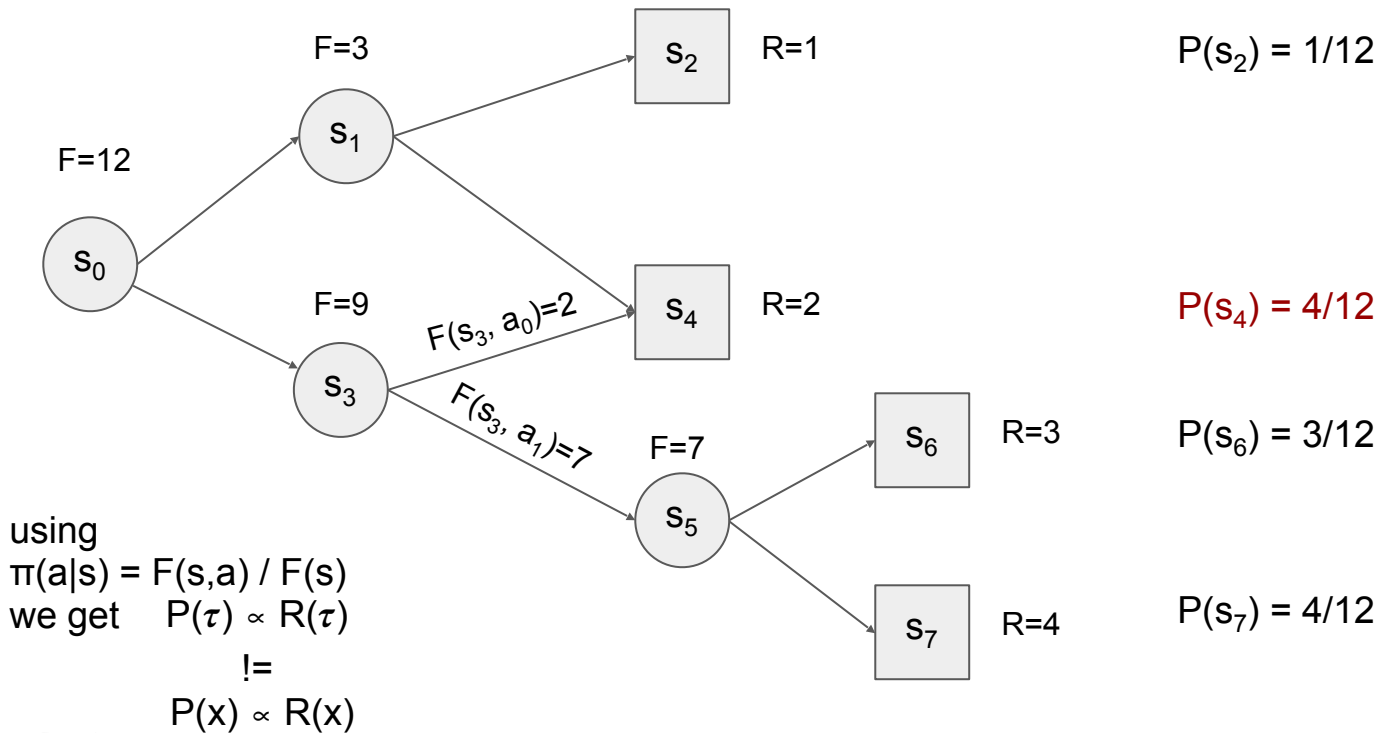 F=3
s₂
R=1
P(s₂) = 1/12
s₁
F=12
s₀
F=9
F(s₃, a₀)=2
s₄
R=2
P(s₄) = 4/12
s₃
F(s₃, a₁)=7
F=7
s₆
R=3
P(s₆) = 3/12
s₅
s₇
R=4
P(s₇) = 4/12
using
π(a|s) = F(s,a) / F(s)
we get P(τ) ∝ R(τ)
!=
P(x) ∝ R(x)